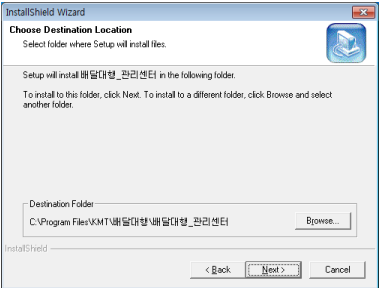 InstallShield Wizard
Choose Destination Location
Select folder where Setup will install files.
Setup will install 배달대행_관리센터 in the following folder.
To install to this folder, click Next. To install to a different folder, click Browse and select
another folder.
Destination Folder
C:\Program Files\KMT\배달대행\배달대행_관리센터
Browse...
InstallShield
< Back
Next >
Cancel